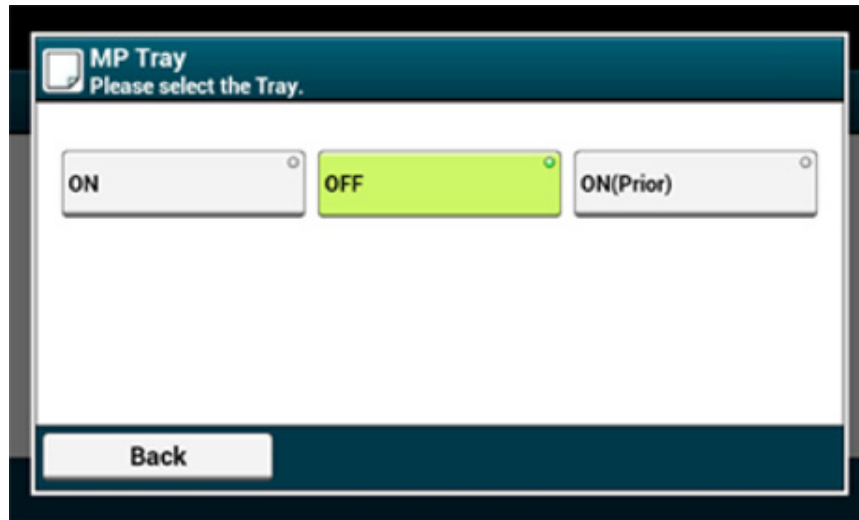 MP Tray
Please select the Tray.
ON
OFF
ON(Prior)
Back